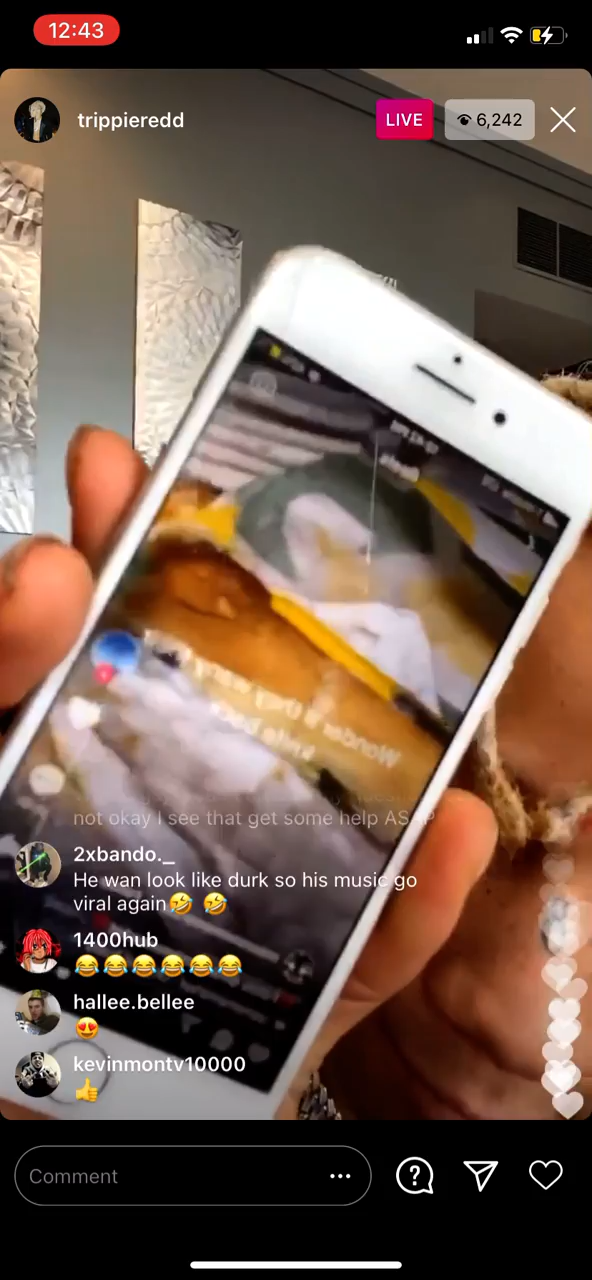 12:43
trippieredd
LIVE
6,242
not okay I see that get some help ASAP
2xbando._
He wan look like durk so his music go
viral again🤣 🤣
1400hub
😂😂😂😂😂😂
hallee.bellee
😍
kevinmontv10000
👍
Comment